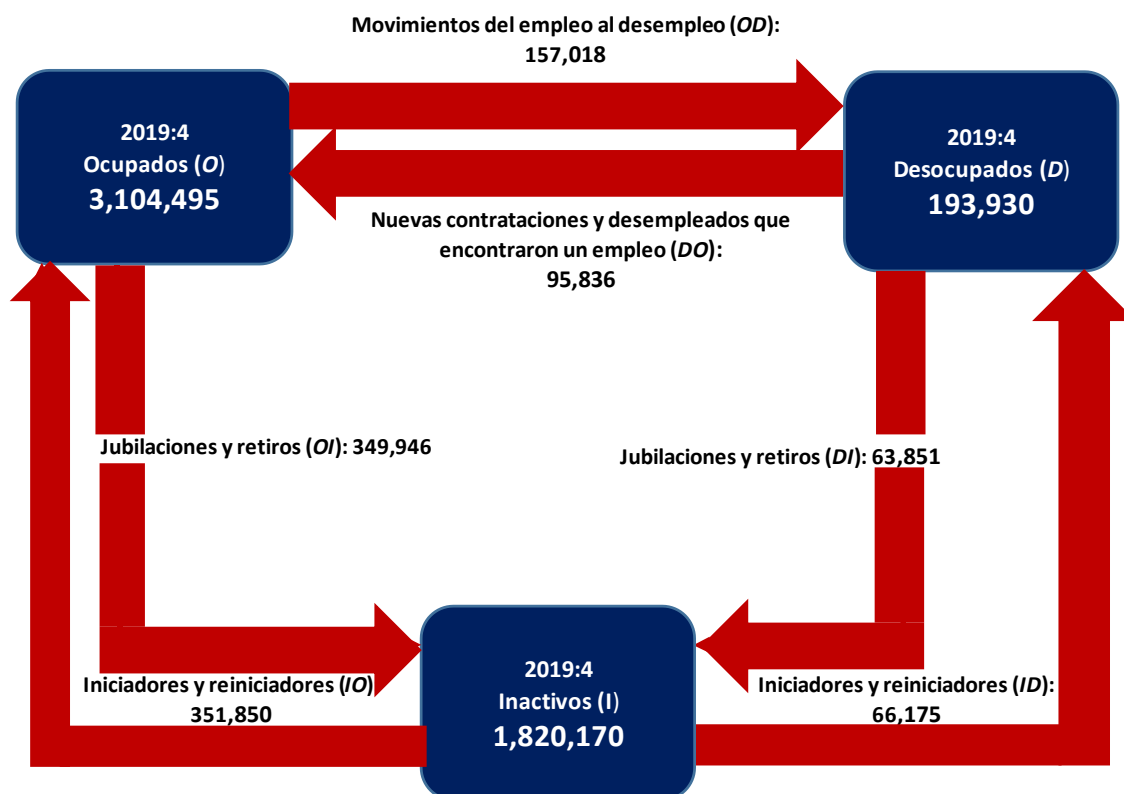 Movimientos del empleo al desempleo (OD):
157,018
2019:4
Ocupados (O)
3,104,495
2019:4
Desocupados (D)
193,930
Nuevas contrataciones y desempleados que
encontraron un empleo (DO):
95,836
Jubilaciones y retiros (OI): 349,946
Jubilaciones y retiros (DI): 63,851
Iniciadores y reiniciadores (IO)
351,850
2019:4
Inactivos (I)
1,820,170
Iniciadores y reiniciadores (ID):
66,175